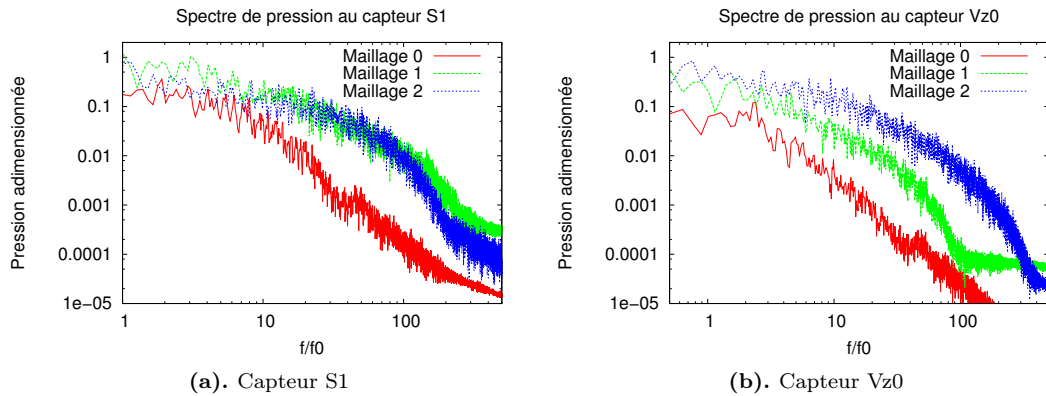 Spectre de pression au capteur S1
Maillage 0
Maillage 1
Maillage 2
Pression adimensionnée
1
0.1
0.01
0.001
0.0001
1e−05
1 10 100
f/f0
(a). Capteur S1
Spectre de pression au capteur Vz0
Maillage 0
Maillage 1
Maillage 2
Pression adimensionnée
1
0.1
0.01
0.001
0.0001
1e−05
1 10 100
f/f0
(b). Capteur Vz0